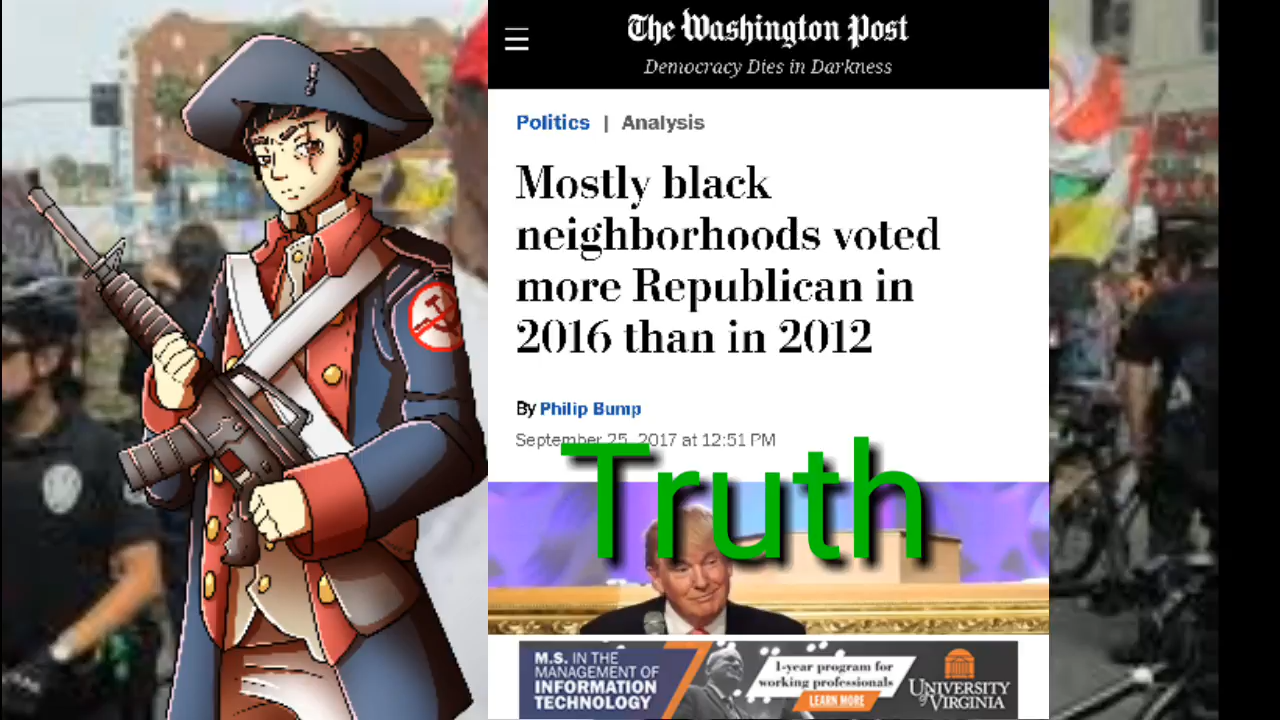 The Washington Post
Democracy Dies in Darkness
Politics | Analysis
Mostly black
neighborhoods voted
more Republican in
2016 than in 2012
By Philip Bump
September 25, 2017 at 12:51 PM
Truth
M.S. IN THE
MANAGEMENT OF
INFORMATION
TECHNOLOGY
1-year program for
working professionals
LEARN MORE
UNIVERSITY
of VIRGINIA